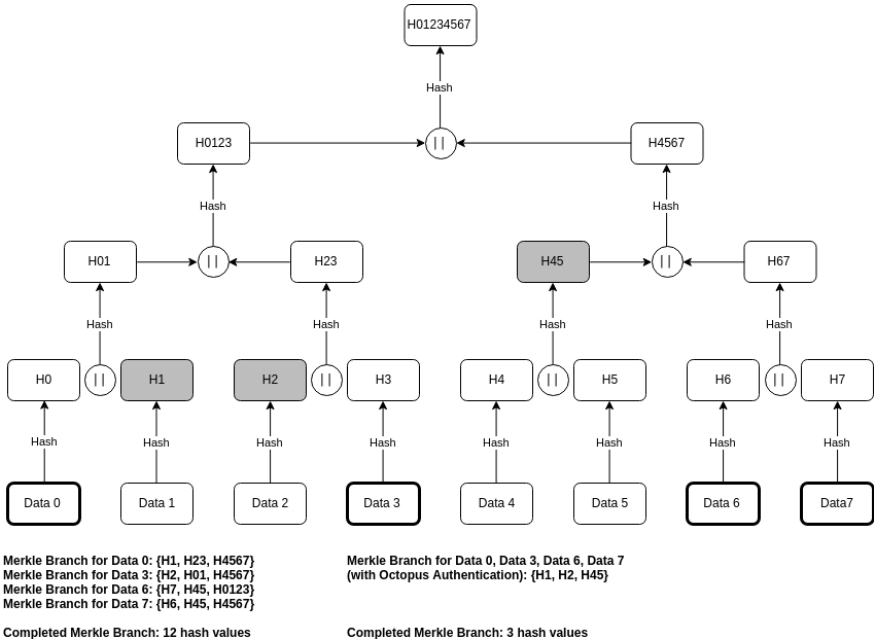 H01234567
Hash
H0123
||
H4567
Hash
Hash
H01
||
H23
H45
||
H67
Hash
Hash
Hash
Hash
H0
||
H1
H2
||
H3
H4
||
H5
H6
||
H7
Hash
Hash
Hash
Hash
Hash
Hash
Hash
Hash
Data 0
Data 1
Data 2
Data 3
Data 4
Data 5
Data 6
Data7
Merkle Branch for Data 0: {H1, H23, H4567}
Merkle Branch for Data 3: {H2, H01, H4567}
Merkle Branch for Data 6: {H7, H45, H0123}
Merkle Branch for Data 7: {H6, H45, H4567}
Completed Merkle Branch: 12 hash values
Merkle Branch for Data 0, Data 3, Data 6, Data 7
(with Octopus Authentication): {H1, H2, H45}
Completed Merkle Branch: 3 hash values